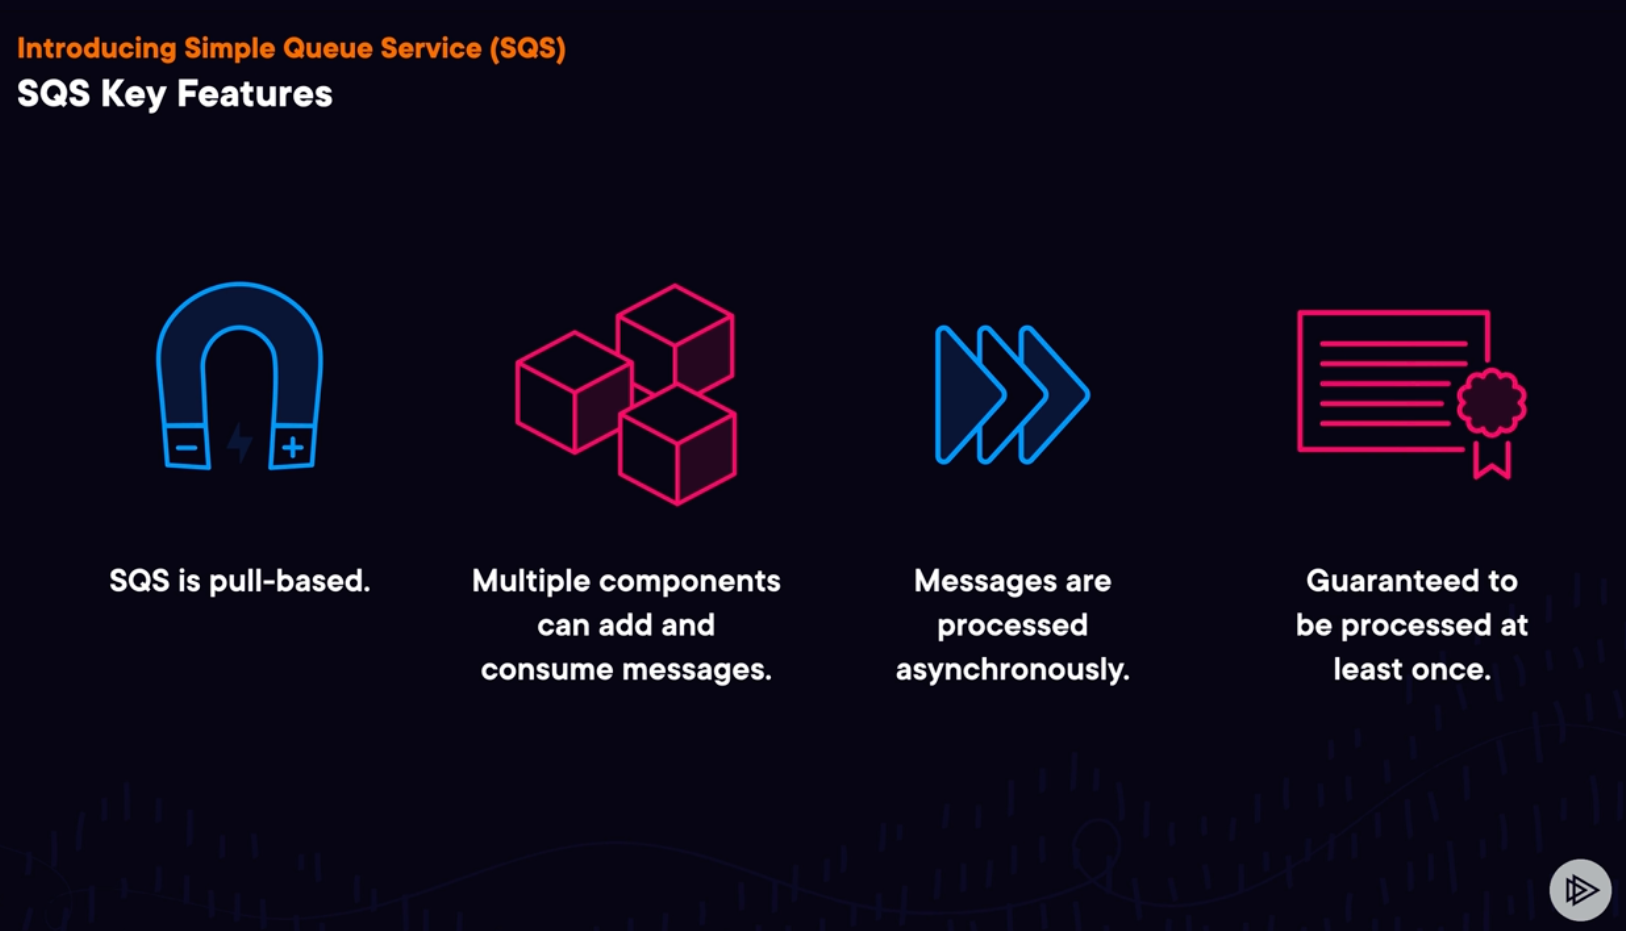 Introducing Simple Queue Service (SQS)
SQS Key Features
SQS is pull-based.
Multiple components
can add and
consume messages.
Messages are
processed
asynchronously.
Guaranteed to
be processed at
least once.